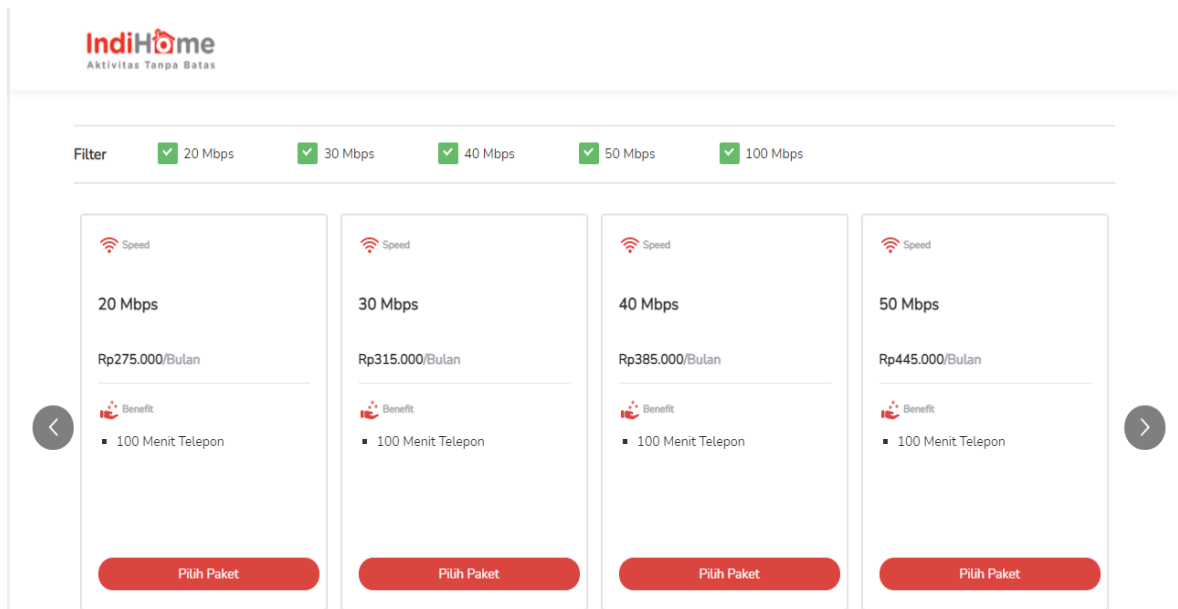 IndiHome
Aktivitas Tanpa Batas
Filter
20 Mbps
30 Mbps
40 Mbps
50 Mbps
100 Mbps
Speed
20 Mbps
Rp275.000/Bulan
Benefit
100 Menit Telepon
Pilih Paket
Speed
30 Mbps
Rp315.000/Bulan
Benefit
100 Menit Telepon
Pilih Paket
Speed
40 Mbps
Rp385.000/Bulan
Benefit
100 Menit Telepon
Pilih Paket
Speed
50 Mbps
Rp445.000/Bulan
Benefit
100 Menit Telepon
Pilih Paket